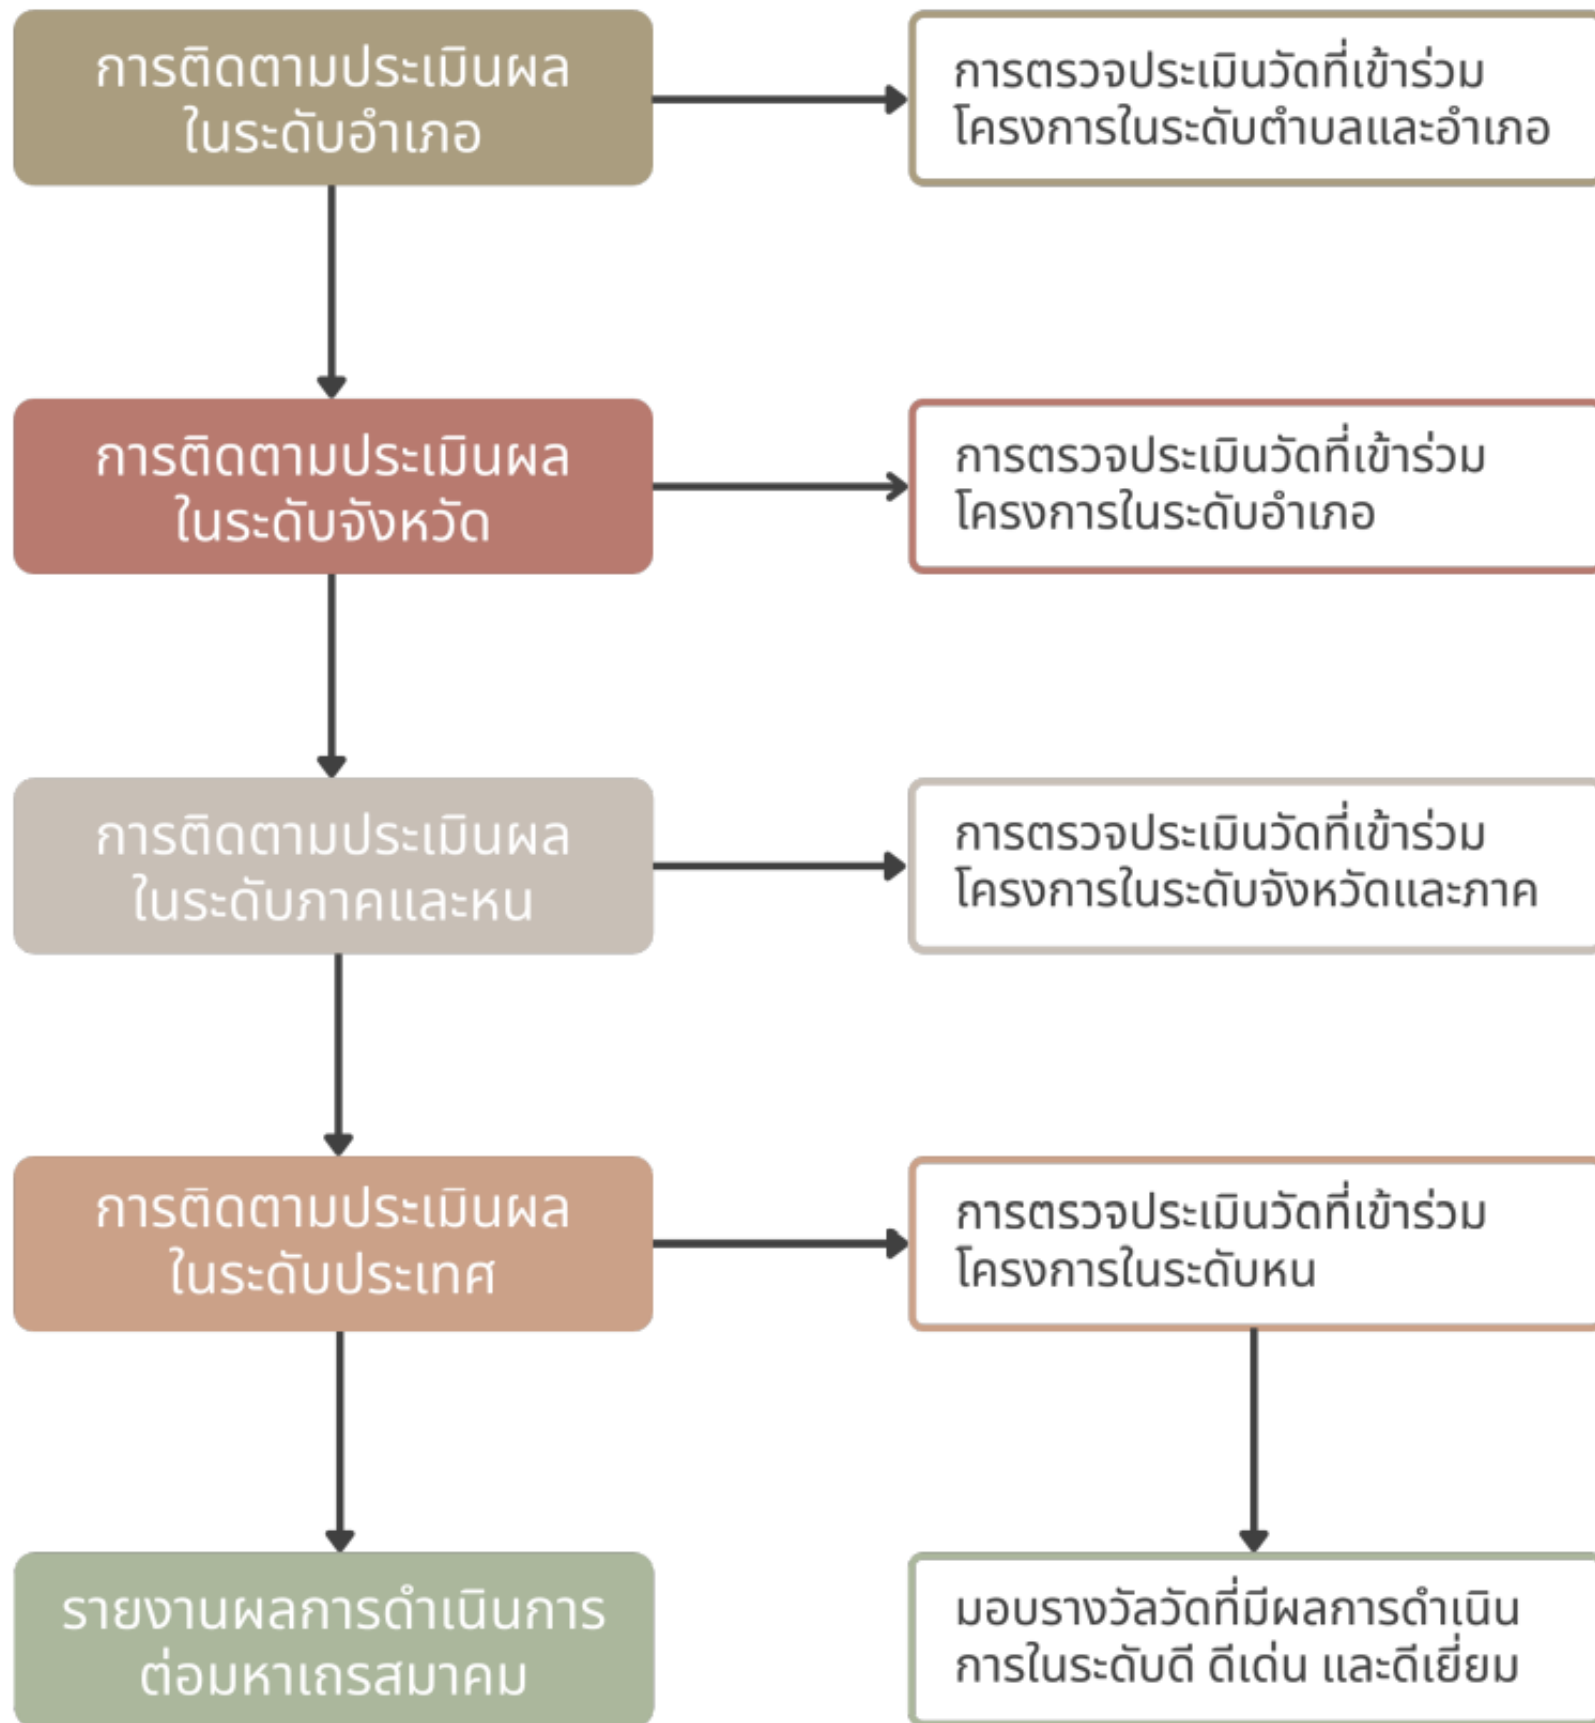 การติดตามประเมินผล
ในระดับอำเภอ
การตรวจประเมินวัดที่เข้าร่วม
โครงการในระดับตำบลและอำเภอ
การติดตามประเมินผล
ในระดับจังหวัด
การตรวจประเมินวัดที่เข้าร่วม
โครงการในระดับอำเภอ
การติดตามประเมินผล
ในระดับภาคและหน
การตรวจประเมินวัดที่เข้าร่วม
โครงการในระดับจังหวัดและภาค
การติดตามประเมินผล
ในระดับประเทศ
การตรวจประเมินวัดที่เข้าร่วม
โครงการในระดับหน
รายงานผลการดำเนินการ
ต่อมหาเถรสมาคม
มอบรางวัลวัดที่มีผลการดำเนิน
การในระดับดี ดีเด่น และดีเยี่ยม